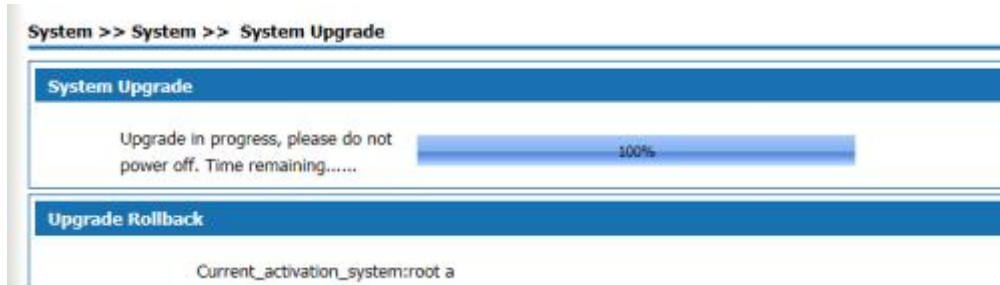 System >> System >> System Upgrade
System Upgrade
Upgrade in progress, please do not
power off. Time remaining......
100%
Upgrade Rollback
Current_activation_system:root a